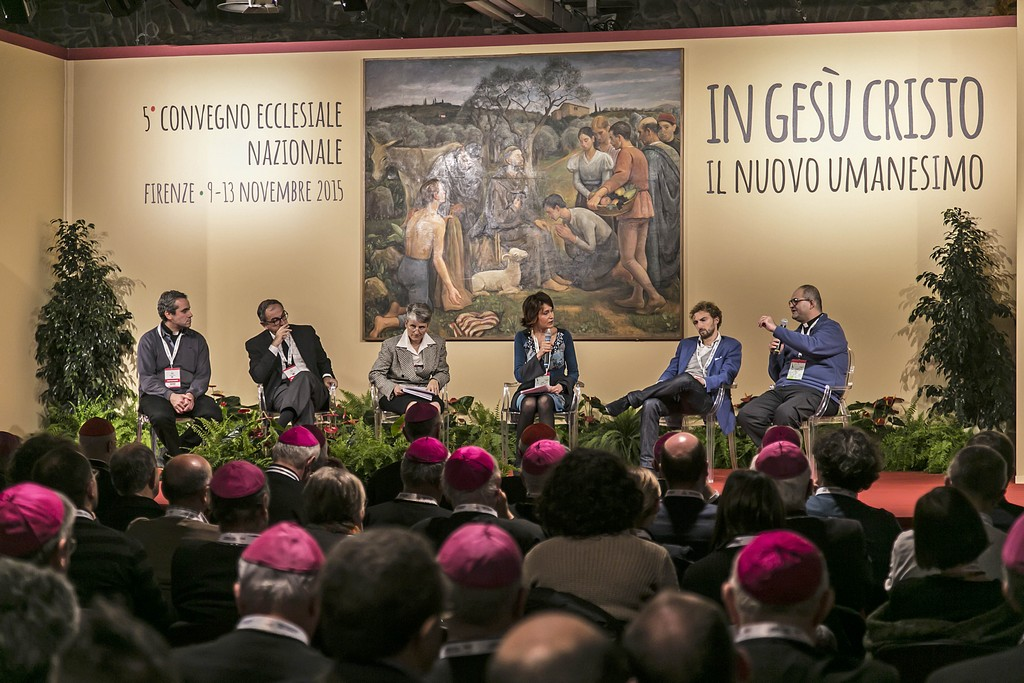 5° CONVEGNO ECCLESIALE
NAZIONALE
FIRENZE • 9-13 NOVEMBRE 2015
IN GESÙ CRISTO
IL NUOVO UMANESIMO